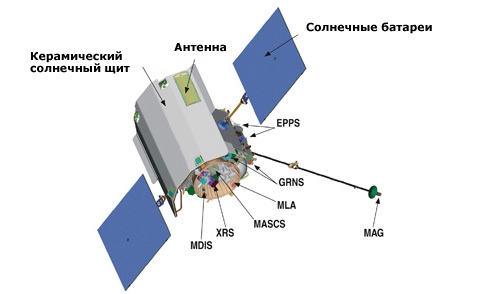 Солнечные батареи
Антенна
Керамический
солнечный щит
EPPS
GRNS
MLA
MASCS
XRS
MDIS
MAG